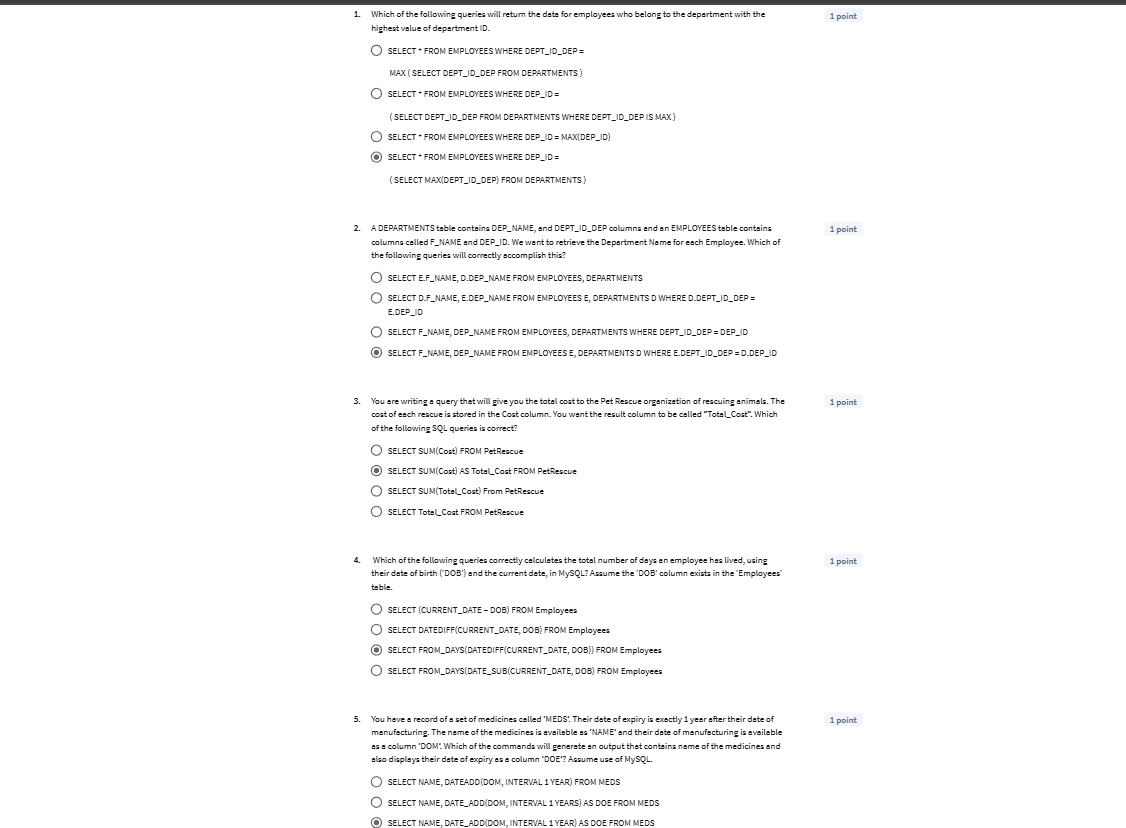 1. Which of the following queries will return the data for employees who belong to the department with the
highest value of department ID.
1 point
SELECT * FROM EMPLOYEES WHERE DEPT_ID_DEP =
MAX ( SELECT DEPT_ID_DEP FROM DEPARTMENTS )
SELECT * FROM EMPLOYEES WHERE DEP_ID =
( SELECT DEPT_ID_DEP FROM DEPARTMENTS WHERE DEPT_ID_DEP IS MAX )
SELECT * FROM EMPLOYEES WHERE DEP_ID = MAX(DEP_ID)
SELECT * FROM EMPLOYEES WHERE DEP_ID =
( SELECT MAX(DEPT_ID_DEP) FROM DEPARTMENTS )
2. A DEPARTMENTS table contains DEP_NAME, and DEPT_ID_DEP columns and an EMPLOYEES table contains
columns called F_NAME and DEP_ID. We want to retrieve the Department Name for each Employee. Which of
the following queries will correctly accomplish this?
1 point
SELECT E.F_NAME, D.DEP_NAME FROM EMPLOYEES, DEPARTMENTS
SELECT D.F_NAME, E.DEP_NAME FROM EMPLOYEES E, DEPARTMENTS D WHERE D.DEPT_ID_DEP =
E.DEP_ID
SELECT F_NAME, DEP_NAME FROM EMPLOYEES, DEPARTMENTS WHERE DEPT_ID_DEP = DEP_ID
SELECT F_NAME, DEP_NAME FROM EMPLOYEES E, DEPARTMENTS D WHERE E.DEPT_ID_DEP = D.DEP_ID
3. You are writing a query that will give you the total cost to the Pet Rescue organization of rescuing animals. The
cost of each rescue is stored in the Cost column. You want the result column to be called "Total_Cost". Which
of the following SQL queries is correct?
1 point
SELECT SUM(Cost) FROM PetRescue
SELECT SUM(Cost) AS Total_Cost FROM PetRescue
SELECT SUM(Total_Cost) From PetRescue
SELECT Total_Cost FROM PetRescue
4. Which of the following queries correctly calculates the total number of days an employee has lived, using
their date of birth ('DOB') and the current date, in MySQL? Assume the 'DOB' column exists in the 'Employees'
table.
1 point
SELECT (CURRENT_DATE – DOB) FROM Employees
SELECT DATEDIFF(CURRENT_DATE, DOB) FROM Employees
SELECT FROM_DAYS(DATEDIFF(CURRENT_DATE, DOB)) FROM Employees
SELECT FROM_DAYS(DATE_SUB(CURRENT_DATE, DOB) FROM Employees
5. You have a record of a set of medicines called 'MEDS'. Their date of expiry is exactly 1 year after their date of
manufacturing. The name of the medicines is available as 'NAME' and their date of manufacturing is available
as a column 'DOM'. Which of the commands will generate an output that contains name of the medicines and
also displays their date of expiry as a column 'DOE'? Assume use of MySQL.
1 point
SELECT NAME, DATEADD(DOM, INTERVAL 1 YEAR) FROM MEDS
SELECT NAME, DATE_ADD(DOM, INTERVAL 1 YEARS) AS DOE FROM MEDS
SELECT NAME, DATE_ADD(DOM, INTERVAL 1 YEAR) AS DOE FROM MEDS